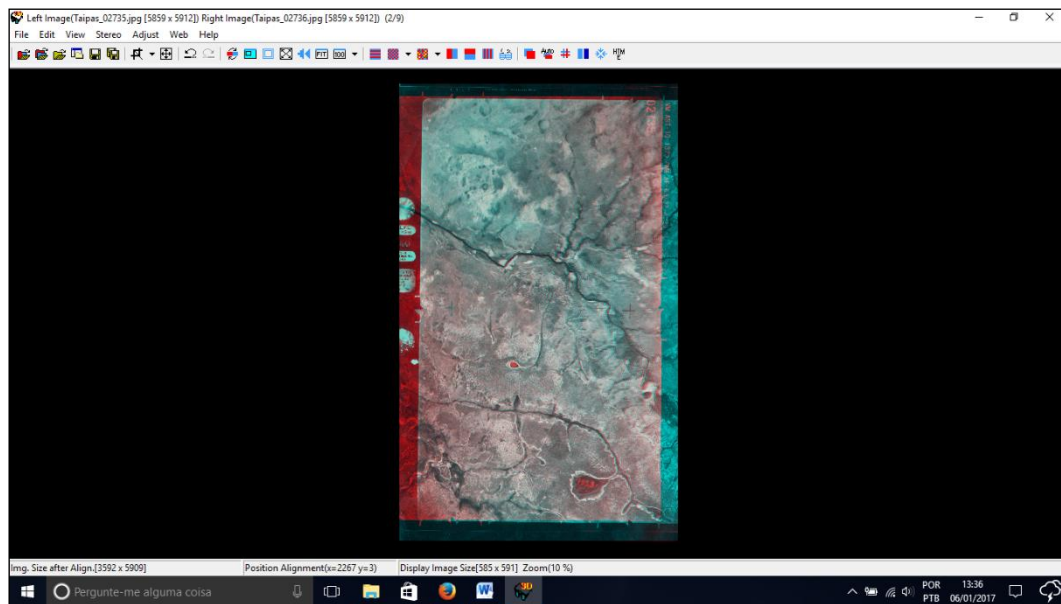 Left Image(Taipas_02735.jpg [5859 x 5912]) Right Image(Taipas_02736.jpg [5859 x 5912]) (2/9)
File Edit View Stereo Adjust Web Help
FIT 100
Img. Size after Align.[3592 x 5909] Position Alignment(x=2267 y=3) Display Image Size[585 x 591] Zoom(10 %)
Pergunte-me alguma coisa
POR 13:36
PTB 06/01/2017